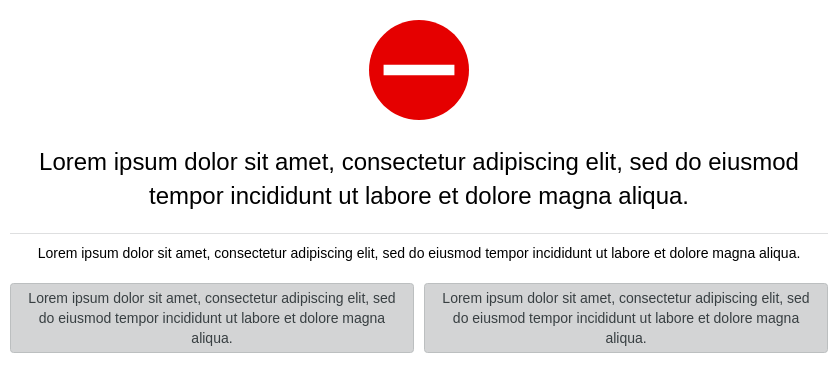 Lorem ipsum dolor sit amet, consectetur adipiscing elit, sed do eiusmod
tempor incididunt ut labore et dolore magna aliqua.
Lorem ipsum dolor sit amet, consectetur adipiscing elit, sed do eiusmod tempor incididunt ut labore et dolore magna aliqua.
Lorem ipsum dolor sit amet, consectetur adipiscing elit, sed
do eiusmod tempor incididunt ut labore et dolore magna
aliqua.
Lorem ipsum dolor sit amet, consectetur adipiscing elit, sed
do eiusmod tempor incididunt ut labore et dolore magna
aliqua.